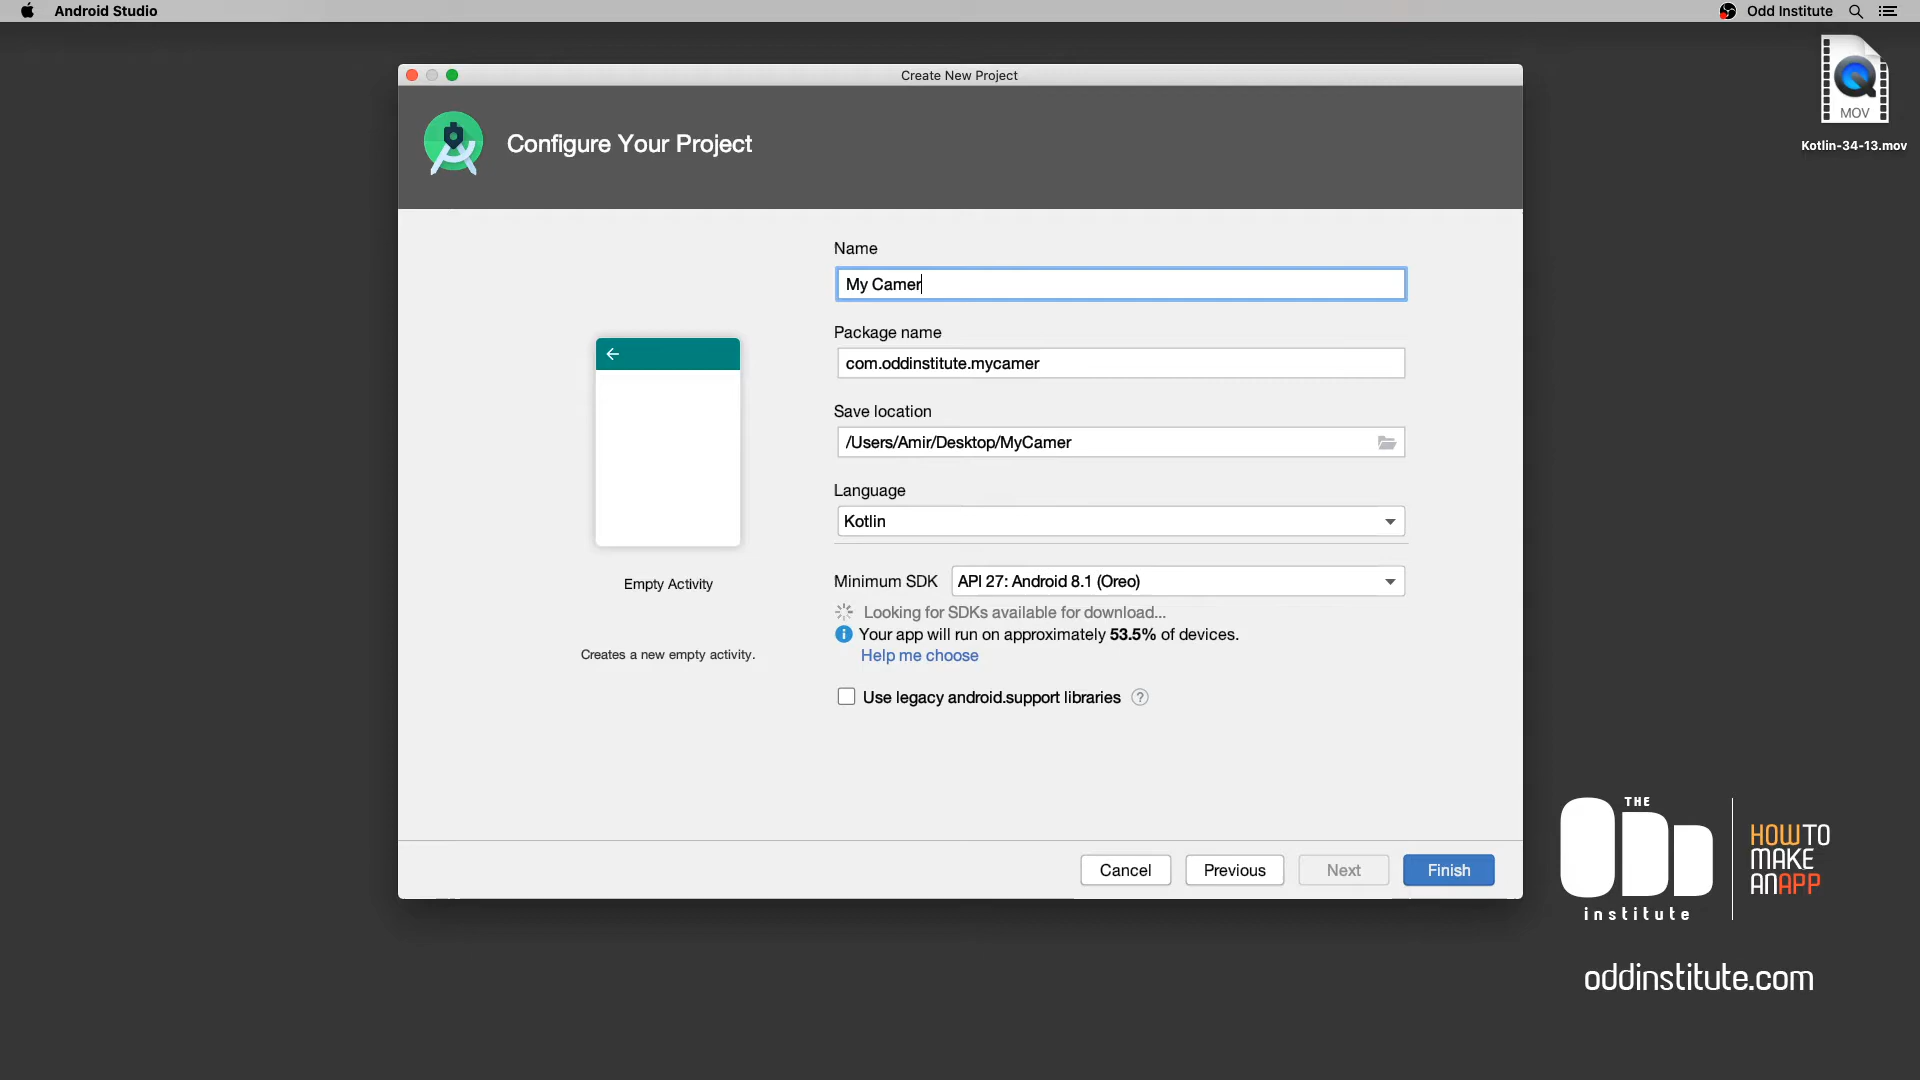 Android Studio
Odd Institute
MOV
Kotlin-34-13.mov
Create New Project
Configure Your Project
Name
My Camer
Package name
com.oddinstitute.mycamer
Save location
/Users/Amir/Desktop/MyCamer
Language
Kotlin
Minimum SDK API 27: Android 8.1 (Oreo)
Looking for SDKs available for download...
Your app will run on approximately 53.5% of devices.
Help me choose
Use legacy android.support libraries ?
Empty Activity
Creates a new empty activity.
Cancel Previous Next Finish
THE
ODD
institute
HOWTO
MAKE
ANAPP
oddinstitute.com